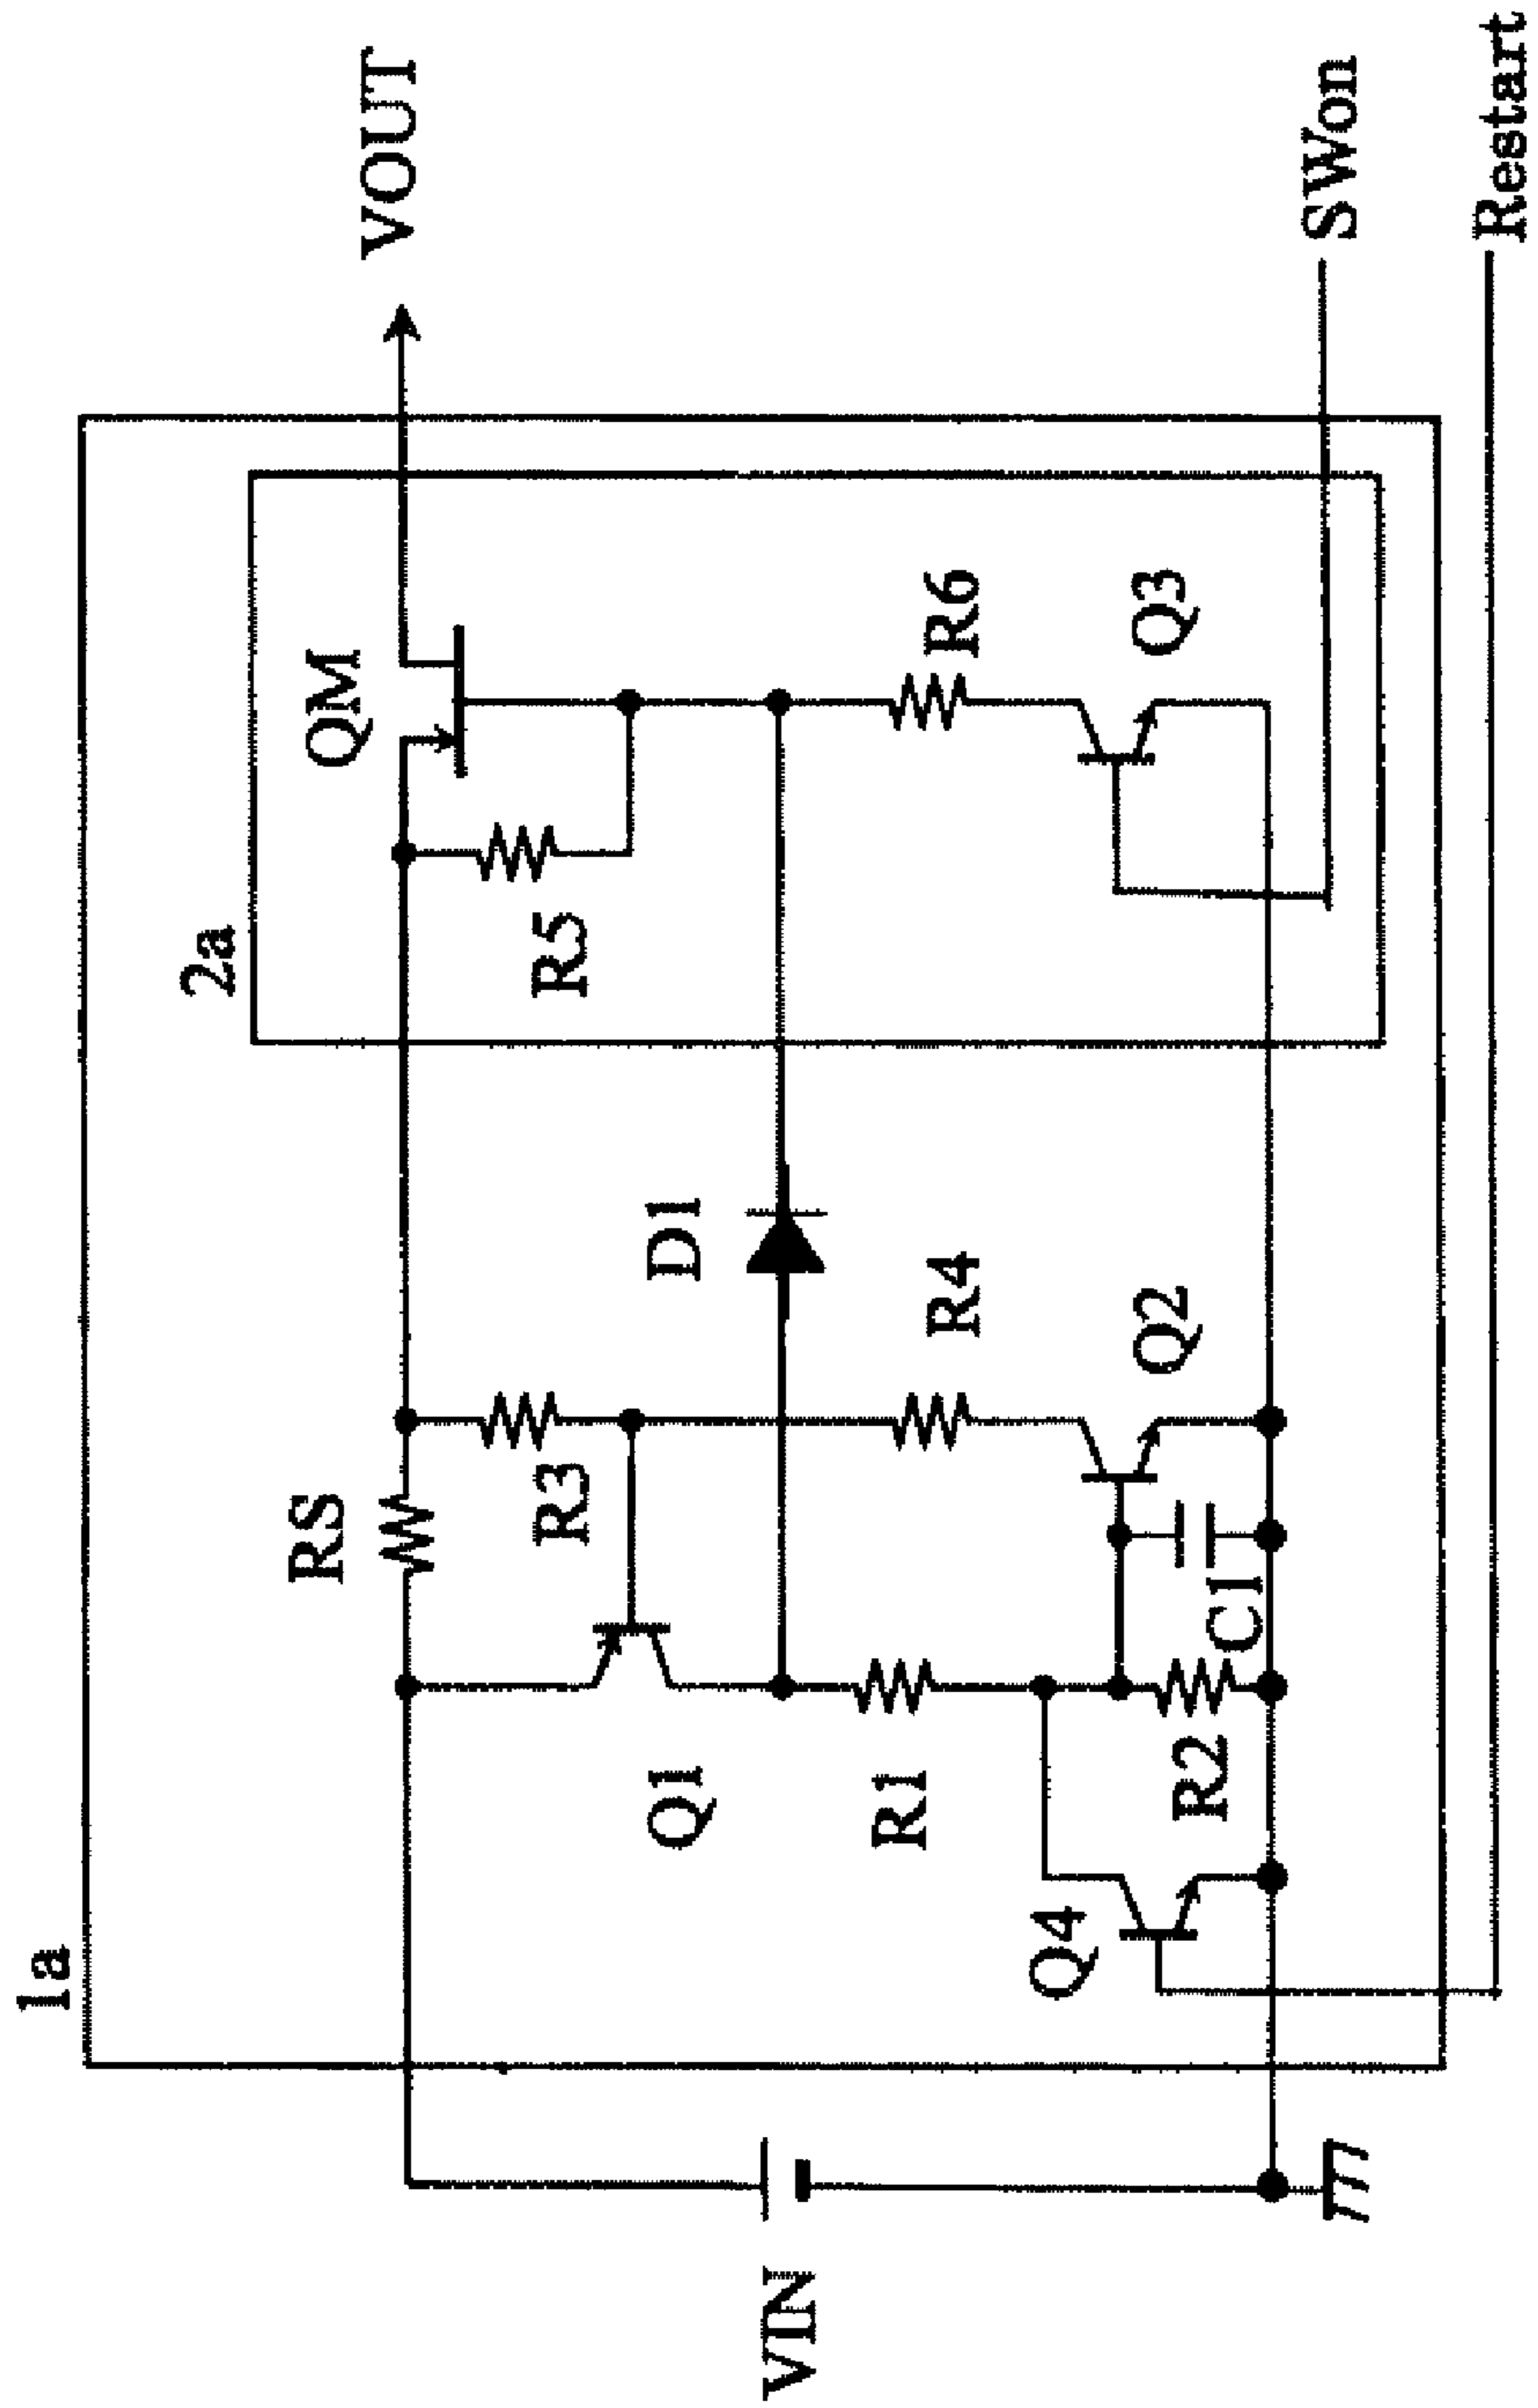 1a
2a
VIN
VOUT
SWon
Restart
RS
QM
R5
R3
D1
Q1
R1
R4
R6
Q2
Q3
Q4
R2
C1